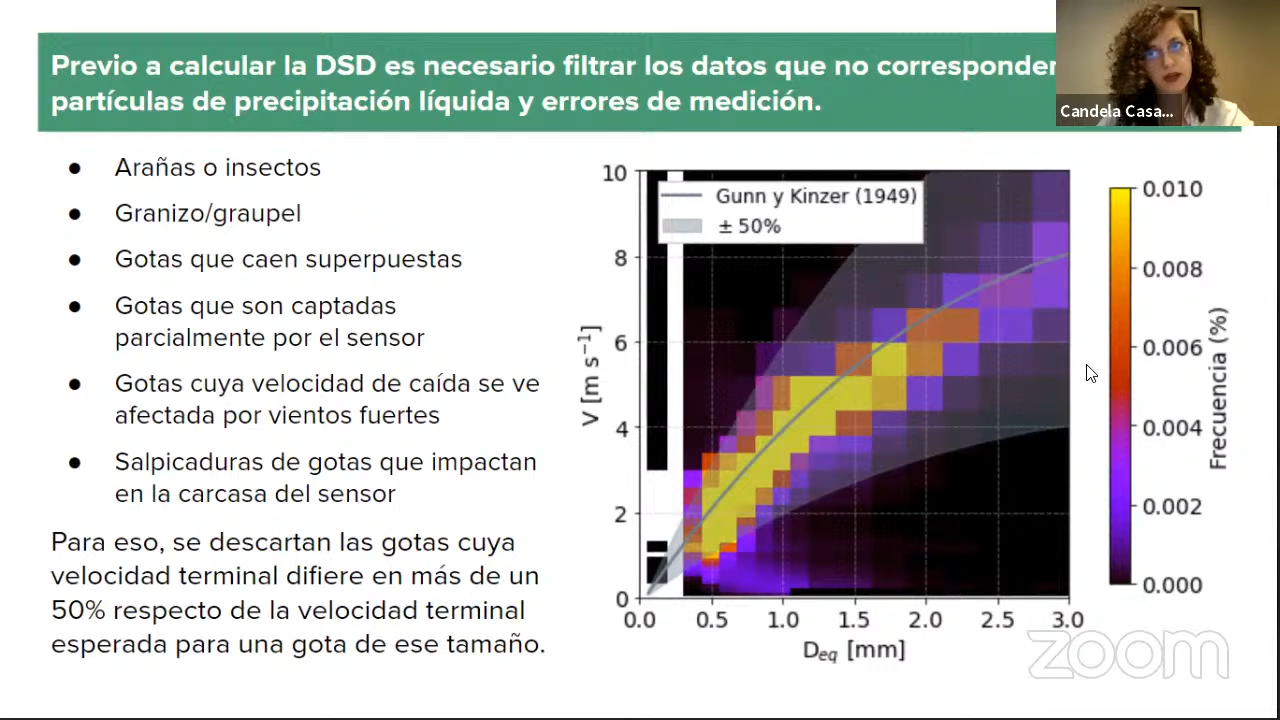 Previo a calcular la DSD es necesario filtrar los datos que no corresponden
partículas de precipitación líquida y errores de medición.
Candela Casa...
● Arañas o insectos
● Granizo/graupel
● Gotas que caen superpuestas
● Gotas que son captadas
parcialmente por el sensor
● Gotas cuya velocidad de caída se ve
afectada por vientos fuertes
● Salpicaduras de gotas que impactan
en la carcasa del sensor
Para eso, se descartan las gotas cuya
velocidad terminal difiere en más de un
50% respecto de la velocidad terminal
esperada para una gota de ese tamaño.
Gunn y Kinzer (1949)
± 50%
10
8
6
4
2
0
V [m s⁻¹]
0.0 0.5 1.0 1.5 2.0 2.5 3.0
D_eq [mm]
0.010
0.008
0.006
0.004
0.002
0.000
Frecuencia (%)
zoom